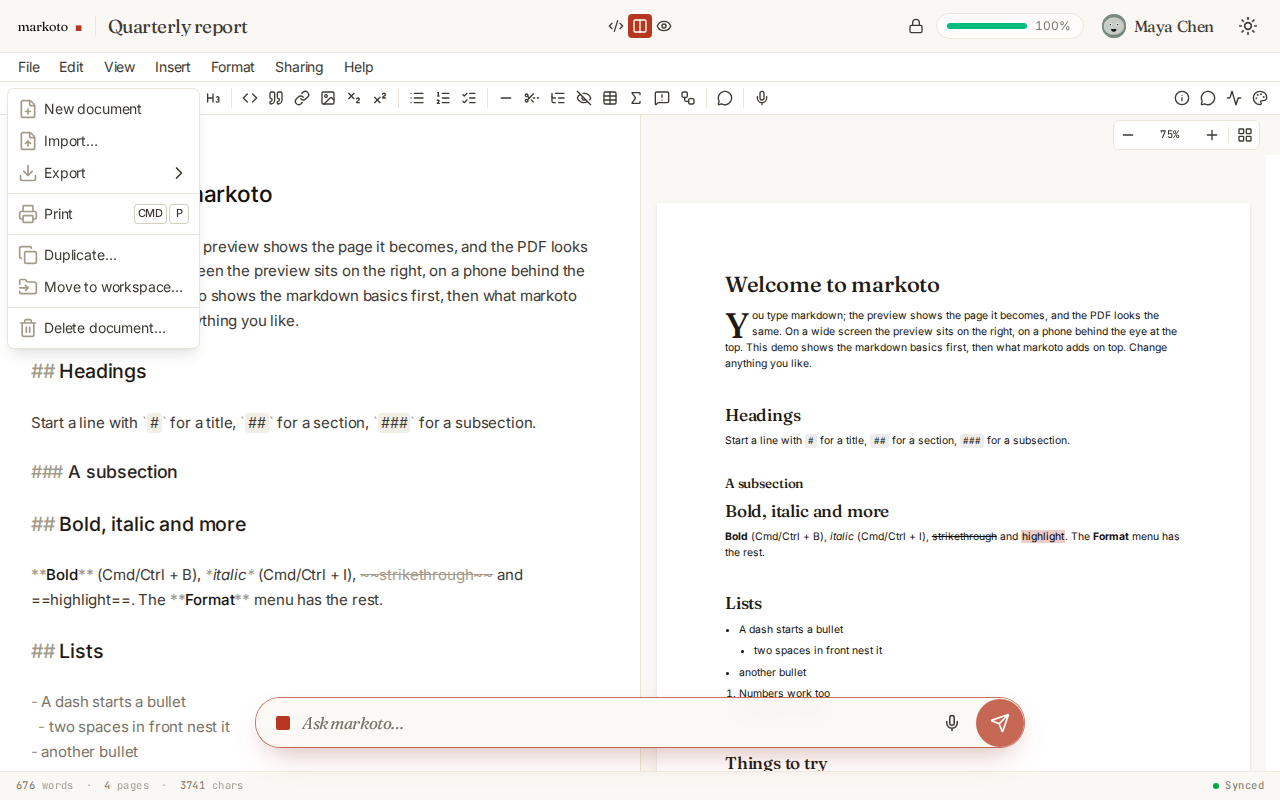 markoto
Quarterly report
100%
Maya Chen
File Edit View Insert Format Sharing Help
H3
New document
Import...
Export
Print CMD P
Duplicate...
Move to workspace...
Delete document...
75%
markoto
preview shows the page it becomes, and the PDF looks
the preview sits on the right, on a phone behind the
shows the markdown basics first, then what markoto
you like.
## Headings
Start a line with `#` for a title, `##` for a section, `###` for a subsection.
### A subsection
## Bold, italic and more
**Bold** (Cmd/Ctrl + B), *italic* (Cmd/Ctrl + I), ~~strikethrough~~ and
==highlight==. The **Format** menu has the rest.
## Lists
- A dash starts a bullet
- two spaces in front nest it
- another bullet
Welcome to markoto
You type markdown; the preview shows the page it becomes, and the PDF looks the
same. On a wide screen the preview sits on the right, on a phone behind the eye at the
top. This demo shows the markdown basics first, then what markoto adds on top. Change
anything you like.
Headings
Start a line with # for a title, ## for a section, ### for a subsection.
A subsection
Bold, italic and more
Bold (Cmd/Ctrl + B), italic (Cmd/Ctrl + I), strikethrough and highlight. The Format menu has
the rest.
Lists
• A dash starts a bullet
• two spaces in front nest it
• another bullet
1. Numbers work too
Things to try
Ask markoto...
676 words · 4 pages · 3741 chars
Synced